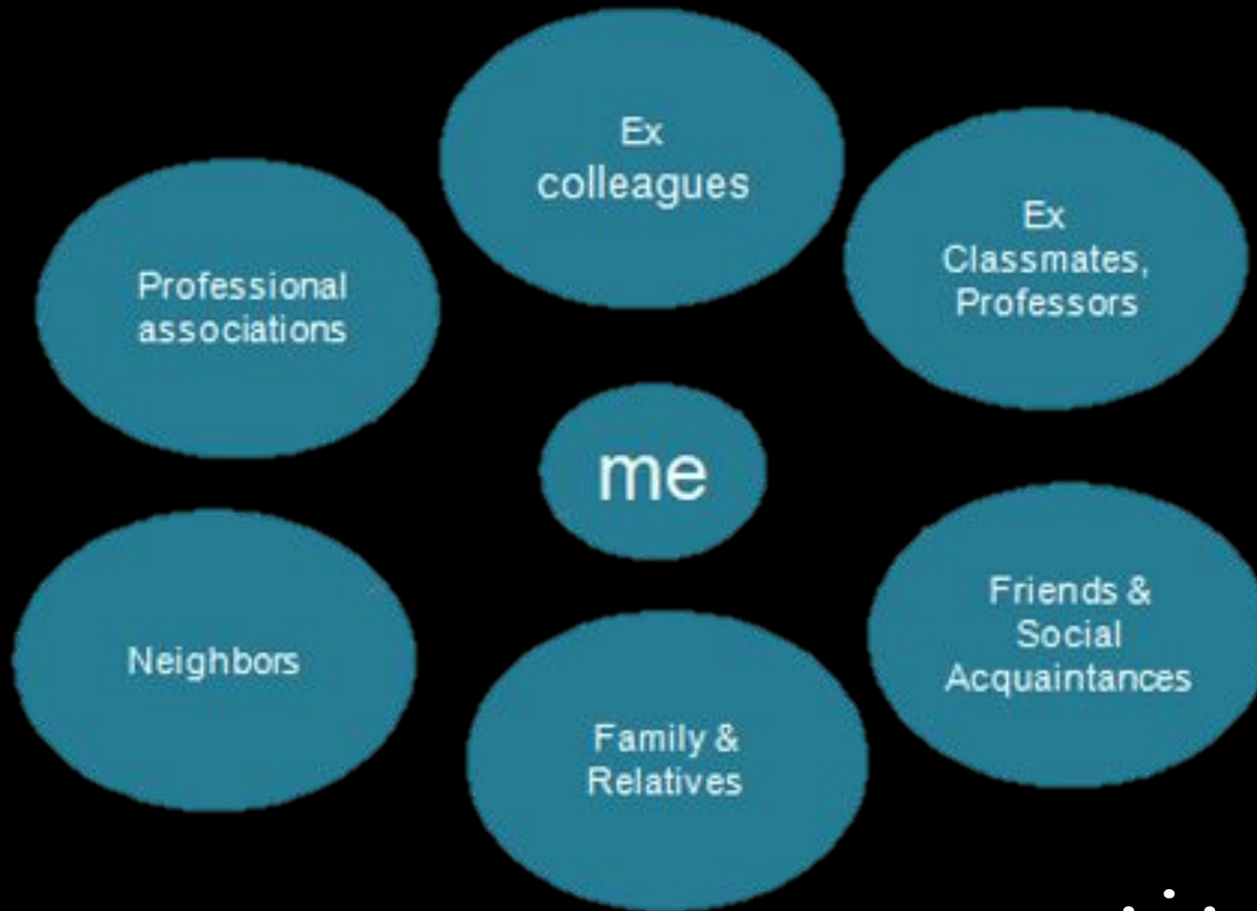 Ex
colleagues
Ex
Classmates,
Professors
Professional
associations
me
Friends &
Social
Acquaintances
Neighbors
Family &
Relatives